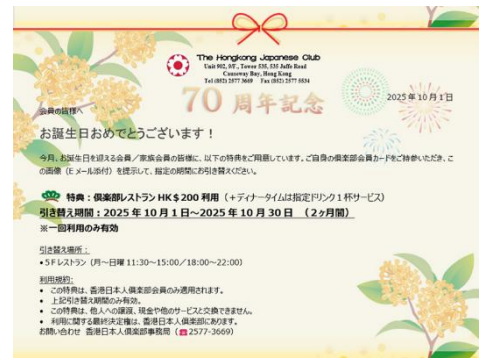 The Hongkong Japanese Club
Unit 902, 9/F., Tower 535, 535 Jaffe Road
Causeway Bay, Hong Kong
Tel (852) 2577 3669 Fax (852) 2577 5534
70 周年記念
2025年10月1日
会員の皆様へ
お誕生日おめでとうございます！
今月、お誕生日を迎える会員／家族会員の皆様に、以下の特典をご用意しています。ご自身の倶楽部会員カードをご持参いただき、こ
の画像（Eメール添付）を提示して、指定の期間にお引き替えください。
特典：倶楽部レストラン HK＄200 利用（＋ディナータイムは指定ドリンク1杯サービス）
引き替え期間：2025年10月1日～2025年10月30日 （2ヶ月間）
※一回利用のみ有効
引き替え場所：
•5Fレストラン（月～日曜 11:30～15:00／18:00～22:00）
利用規約：
• この特典は、香港日本人倶楽部会員のみ適用されます。
• 上記引き替え期間のみ有効。
• この特典は、他人への譲渡、現金や他のサービスと交換できません。
• 利用に関する最終決定権は、香港日本人倶楽部にあります。
お問い合わせ 香港日本人倶楽部事務局（☎2577-3669）